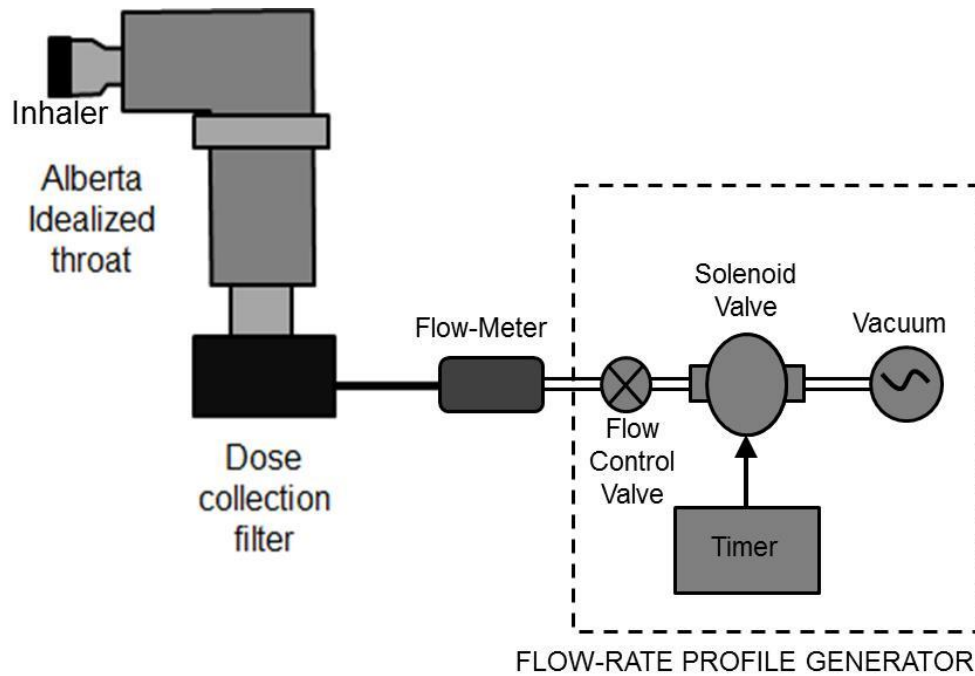 Inhaler
Alberta
Idealized
throat
Dose
collection
filter
Flow-Meter
Flow
Control
Valve
Solenoid
Valve
Vacuum
Timer
FLOW-RATE PROFILE GENERATOR